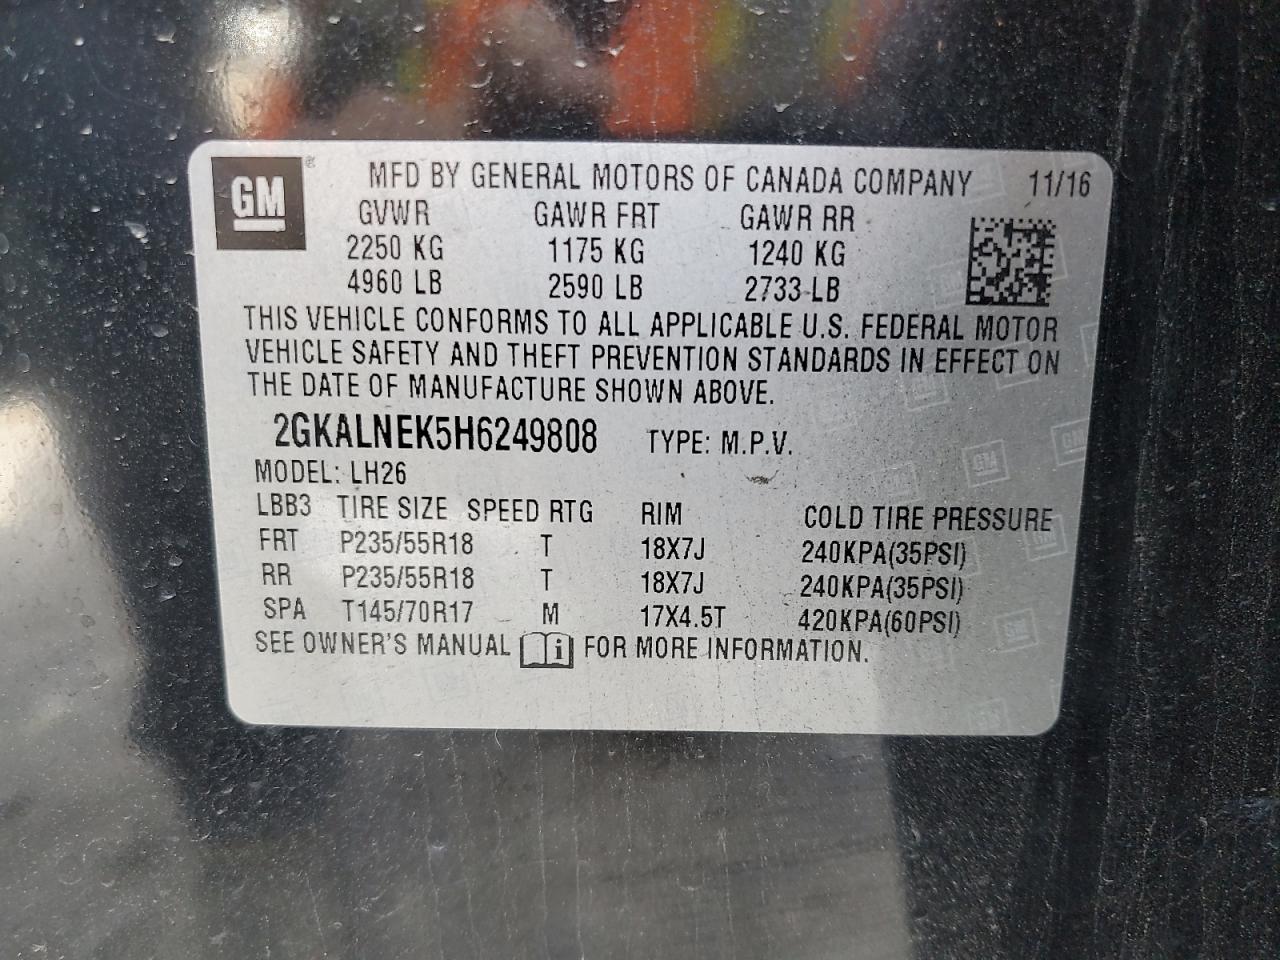 GM ® MFD BY GENERAL MOTORS OF CANADA COMPANY 11/16
GVWR GAWR FRT GAWR RR
2250 KG 1175 KG 1240 KG
4960 LB 2590 LB 2733 LB
THIS VEHICLE CONFORMS TO ALL APPLICABLE U.S. FEDERAL MOTOR
VEHICLE SAFETY AND THEFT PREVENTION STANDARDS IN EFFECT ON
THE DATE OF MANUFACTURE SHOWN ABOVE.
2GKALNEK5H6249808 TYPE: M.P.V.
MODEL: LH26
LBB3 TIRE SIZE SPEED RTG RIM COLD TIRE PRESSURE
FRT P235/55R18 T 18X7J 240KPA(35PSI)
RR P235/55R18 T 18X7J 240KPA(35PSI)
SPA T145/70R17 M 17X4.5T 420KPA(60PSI)
SEE OWNER'S MANUAL i FOR MORE INFORMATION.